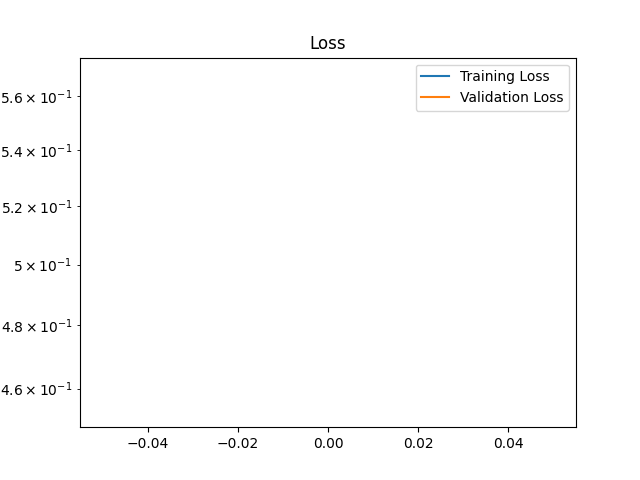 Loss
Training Loss
Validation Loss
5.6 × 10⁻¹
5.4 × 10⁻¹
5.2 × 10⁻¹
5 × 10⁻¹
4.8 × 10⁻¹
4.6 × 10⁻¹
−0.04 −0.02 0.00 0.02 0.04